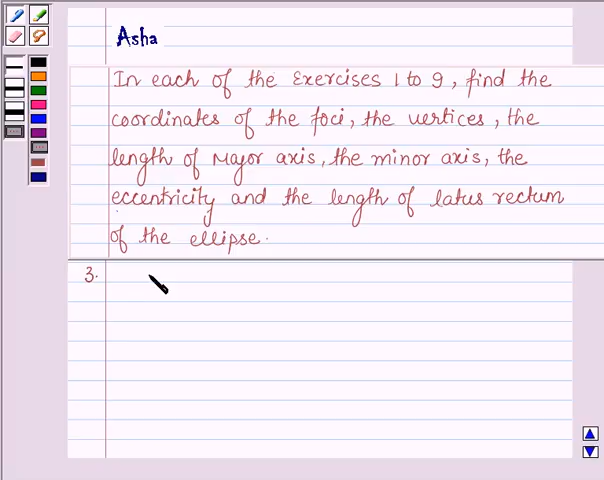 Asha
In each of the Exercises 1 to 9, find the
coordinates of the foci, the vertices, the
length of Major axis, the minor axis, the
eccentricity and the length of latus rectum
of the ellipse.
3.